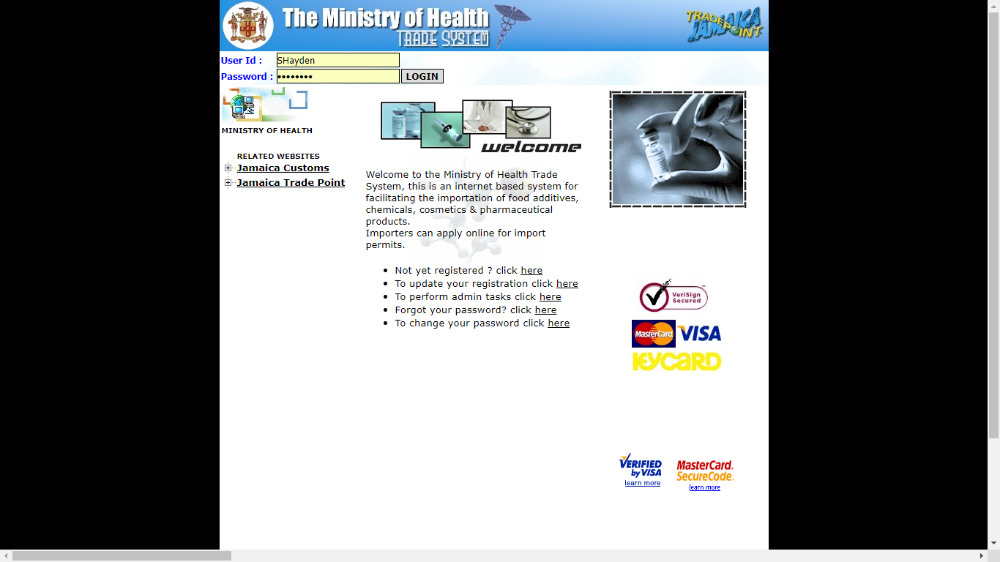 The Ministry of Health
TRADE SYSTEM
TRADEPOINT
JAMAICA
User Id :
SHayden
Password :
••••••••
LOGIN
MINISTRY OF HEALTH
RELATED WEBSITES
Jamaica Customs
Jamaica Trade Point
welcome
Welcome to the Ministry of Health Trade
System, this is an internet based system for
facilitating the importation of food additives,
chemicals, cosmetics & pharmaceutical
products.
Importers can apply online for import
permits.
• Not yet registered ? click here
• To update your registration click here
• To perform admin tasks click here
• Forgot your password? click here
• To change your password click here
VeriSign
Secured
MasterCard
VISA
KEYCARD
VERIFIED
by VISA
learn more
MasterCard.
SecureCode.
learn more